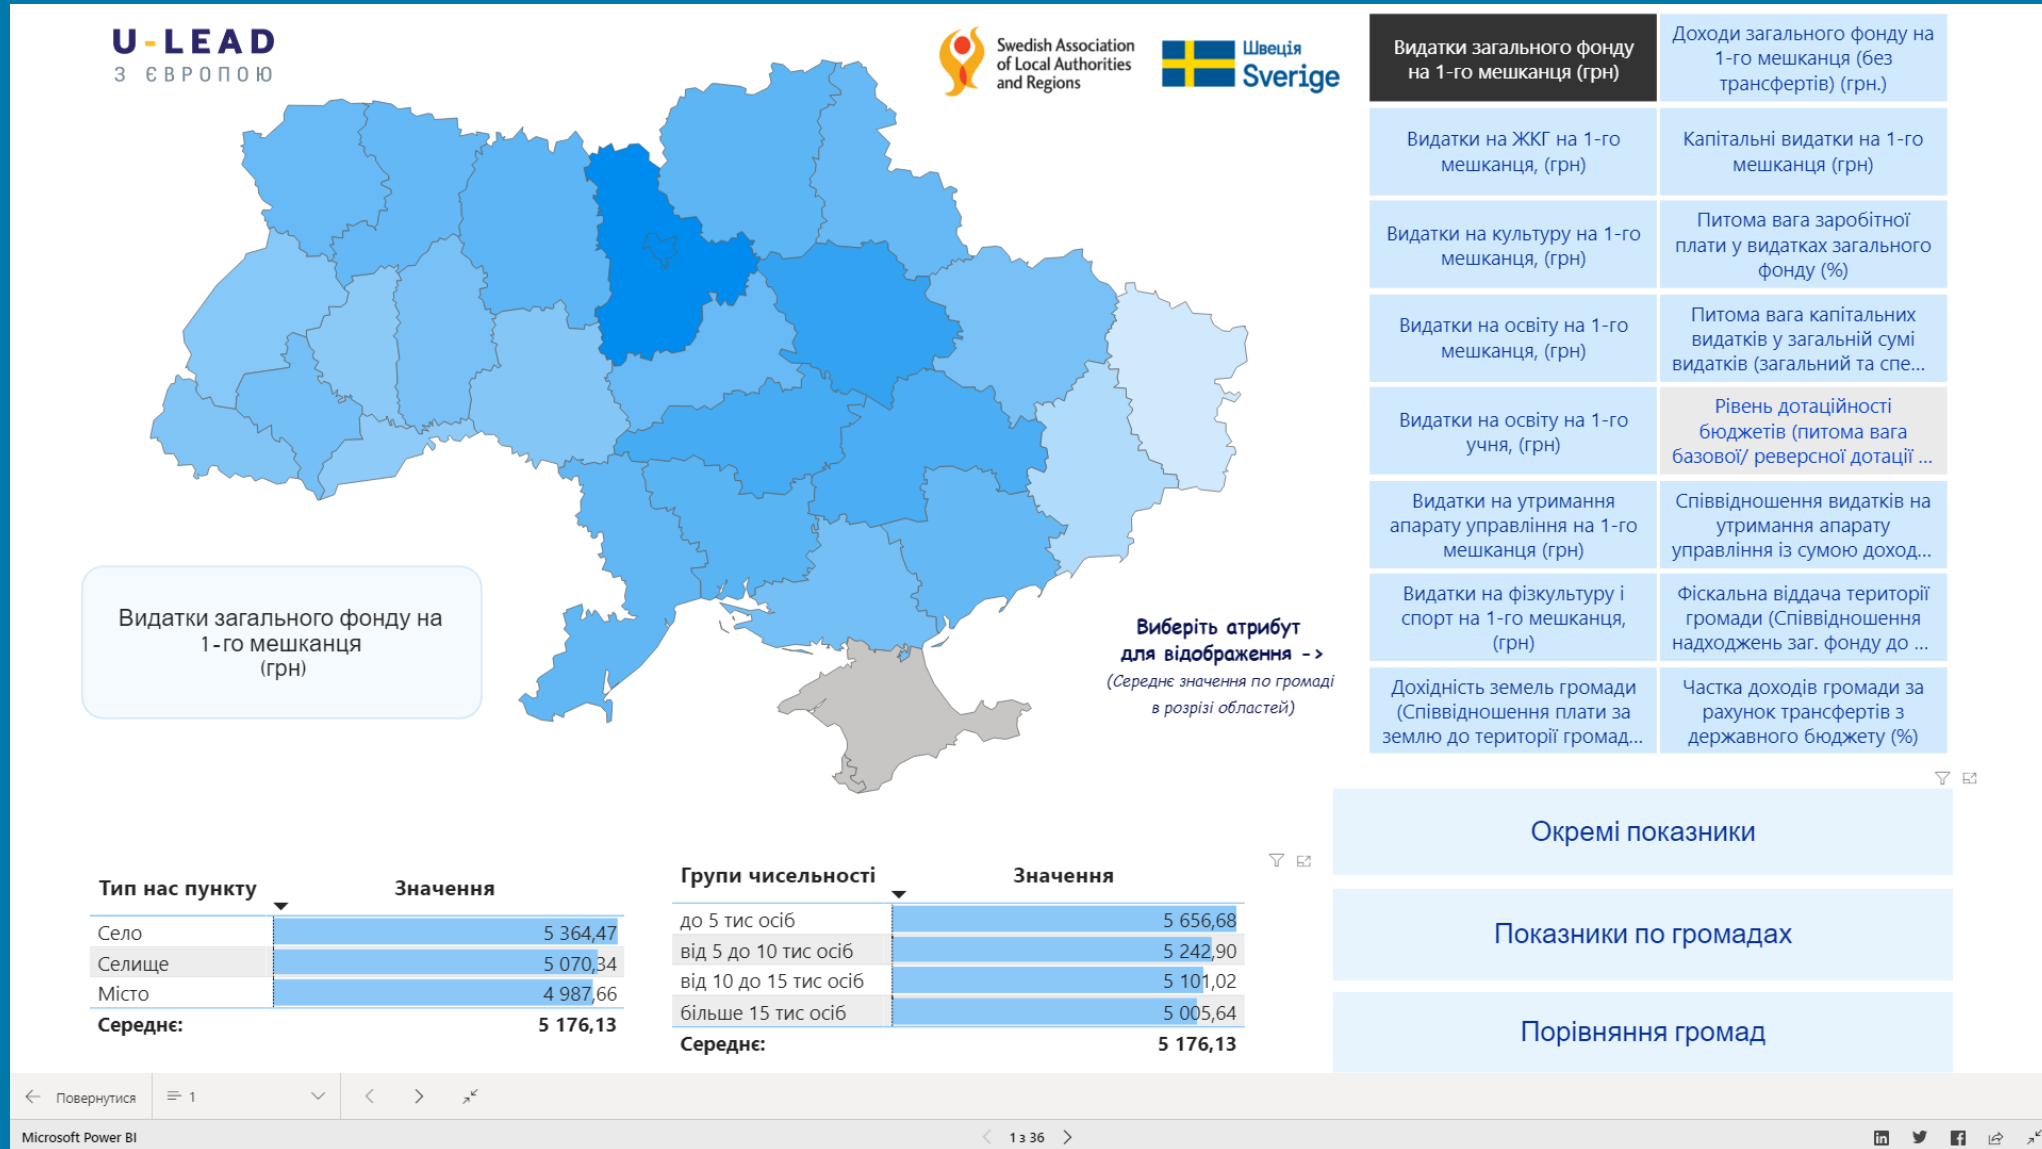 U-LEAD
З ЄВРОПОЮ
Swedish Association
of Local Authorities
and Regions
Швеція
Sverige
Видатки загального фонду
на 1-го мешканця (грн)
Доходи загального фонду на
1-го мешканця (без
трансфертів) (грн.)
Видатки на ЖКГ на 1-го
мешканця, (грн)
Капітальні видатки на 1-го
мешканця (грн)
Видатки на культуру на 1-го
мешканця, (грн)
Питома вага заробітної
плати у видатках загального
фонду (%)
Видатки на освіту на 1-го
мешканця, (грн)
Питома вага капітальних
видатків у загальній сумі
видатків (загальний та спе...
Видатки на освіту на 1-го
учня, (грн)
Рівень дотаційності
бюджетів (питома вага
базової/ реверсної дотації ...
Видатки на утримання
апарату управління на 1-го
мешканця (грн)
Співвідношення видатків на
утримання апарату
управління із сумою доход...
Видатки на фізкультуру і
спорт на 1-го мешканця,
(грн)
Фіскальна віддача території
громади (Співвідношення
надходжень заг. фонду до ...
Дохідність земель громади
(Співвідношення плати за
землю до території громад...
Частка доходів громади за
рахунок трансфертів з
державного бюджету (%)
Видатки загального фонду на
1-го мешканця
(грн)
Виберіть атрибут
для відображення ->
(Середнє значення по громаді
в розрізі областей)
Окремі показники
Показники по громадах
Порівняння громад
Тип нас пункту Значення
Село 5 364,47
Селище 5 070,34
Місто 4 987,66
Середнє: 5 176,13
Групи чисельності Значення
до 5 тис осіб 5 656,68
від 5 до 10 тис осіб 5 242,90
від 10 до 15 тис осіб 5 101,02
більше 15 тис осіб 5 005,64
Середнє: 5 176,13
Повернутися 1
Microsoft Power BI
1 з 36